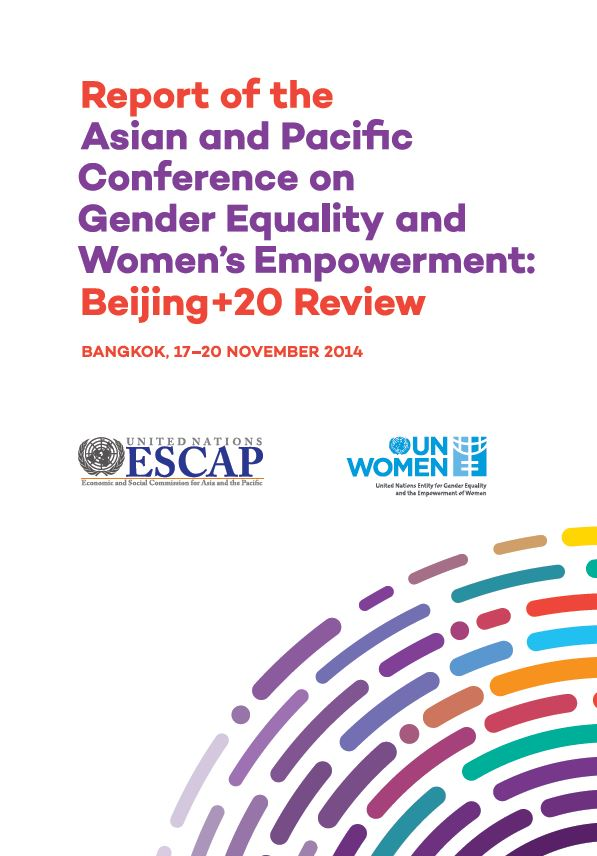 Report of the
Asian and Pacific
Conference on
Gender Equality and
Women's Empowerment:
Beijing+20 Review
BANGKOK, 17–20 NOVEMBER 2014
UNITED NATIONS
ESCAP
Economic and Social Commission for Asia and the Pacific
UN
WOMEN
United Nations Entity for Gender Equality
and the Empowerment of Women